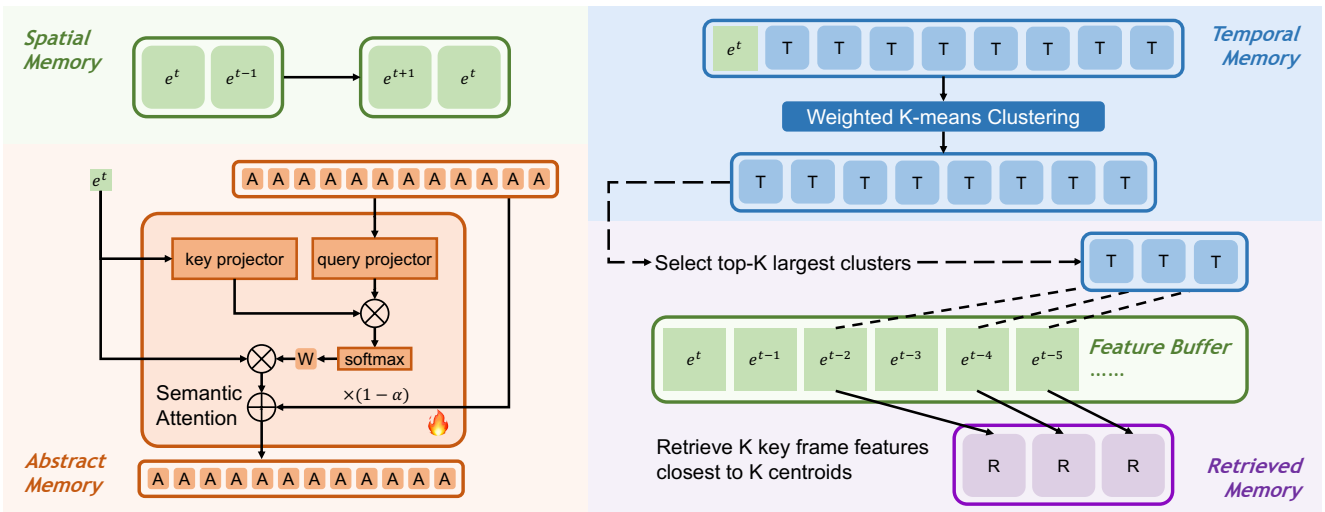 Spatial
Memory
e^t e^{t−1} e^{t+1} e^t
e^t
A A A A A A A A A A A A
key projector query projector
W softmax
Semantic
Attention
×(1 − α)
Abstract
Memory
A A A A A A A A A A A A
Temporal
Memory
e^t T T T T T T T T
Weighted K-means Clustering
T T T T T T T T
Select top-K largest clusters
T T T
e^t e^{t−1} e^{t−2} e^{t−3} e^{t−4} e^{t−5}
Feature Buffer
……
Retrieve K key frame features
closest to K centroids
R R R
Retrieved
Memory